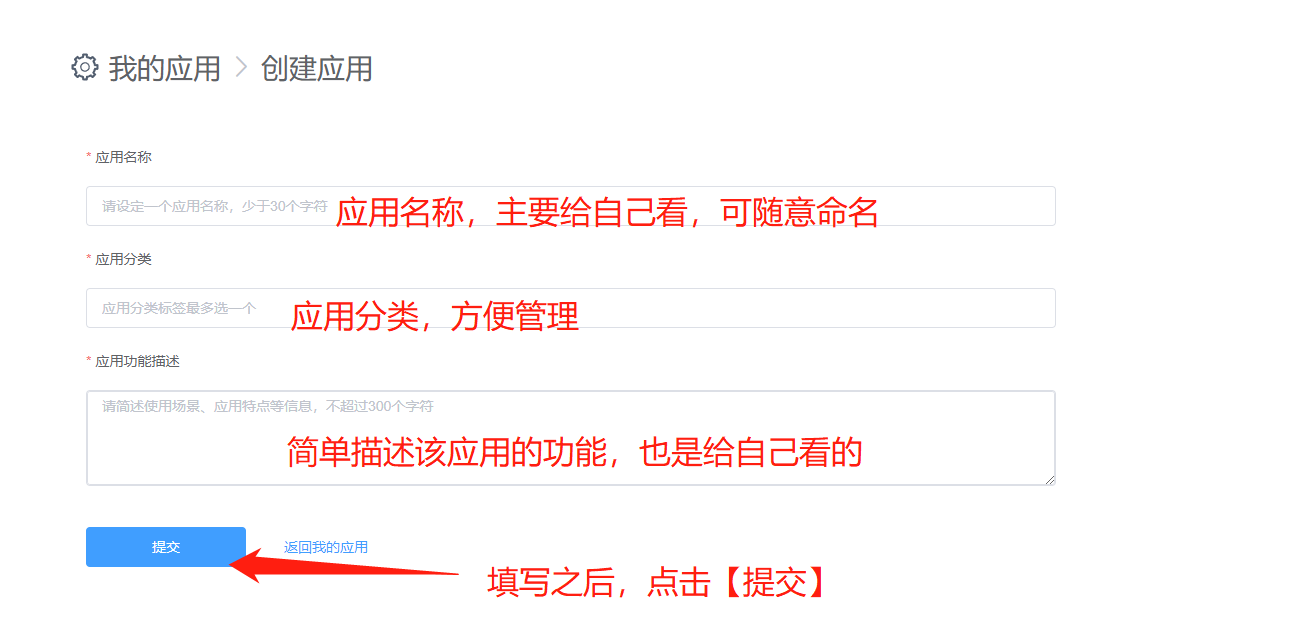 我的应用 > 创建应用
* 应用名称
请设定一个应用名称，少于30个字符
应用名称，主要给自己看，可随意命名
* 应用分类
应用分类标签最多选一个
应用分类，方便管理
* 应用功能描述
请简述使用场景、应用特点等信息，不超过300个字符
简单描述该应用的功能，也是给自己看的
提交
返回我的应用
填写之后，点击【提交】